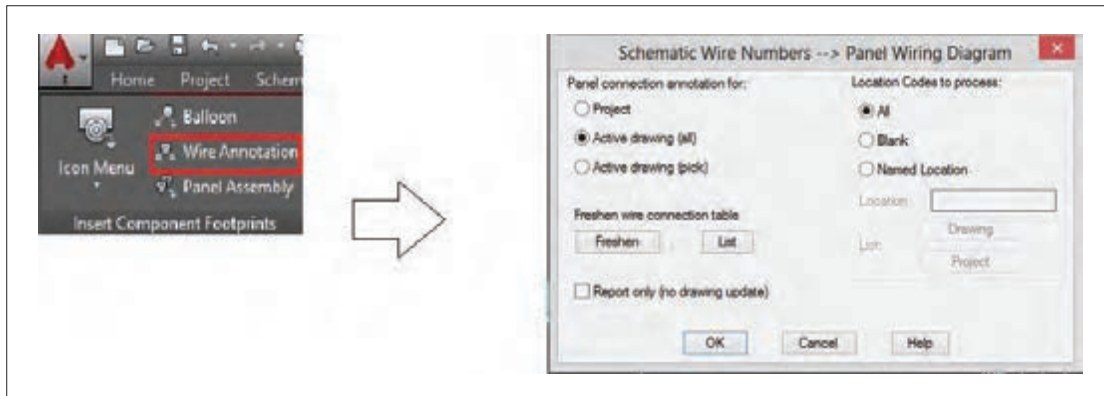 Home Project Schem
Balloon
Wire Annotation
Icon Menu
Panel Assembly
Insert Component Footprints
Schematic Wire Numbers --> Panel Wiring Diagram
Panel connection annotation for:
Project
Active drawing (all)
Active drawing (pick)
Freshen wire connection table
Freshen List
Report only (no drawing update)
Location Codes to process:
All
Blank
Named Location
Location:
List: Drawing
Project
OK Cancel Help